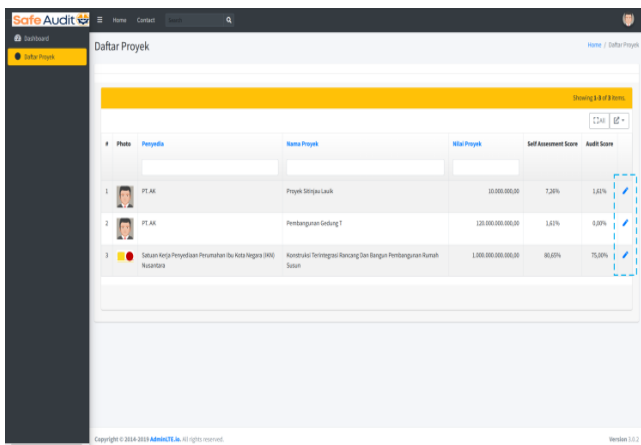 Safe Audit
Home Contact Search
Dashboard
Daftar Proyek
Daftar Proyek
Home / Daftar Proyek
Showing 1-3 of 3 items.
All
# Photo Penyedia Nama Proyek Nilai Proyek Self Assesment Score Audit Score
1 PT. AK Proyek Sitinjau Lauik 10.000.000,00 7,26% 1,61%
2 PT. AK Pembangunan Gedung T 120.000.000.000,00 1,61% 0,00%
3 Satuan Kerja Penyediaan Perumahan Ibu Kota Negara (IKN) Konstruksi Terintegrasi Rancang Dan Bangun Pembangunan Rumah 1.000.000.000.000,00 80,65% 75,00%
Nusantara Susun
Copyright © 2014-2019 AdminLTE.io. All rights reserved. Version 3.0.2